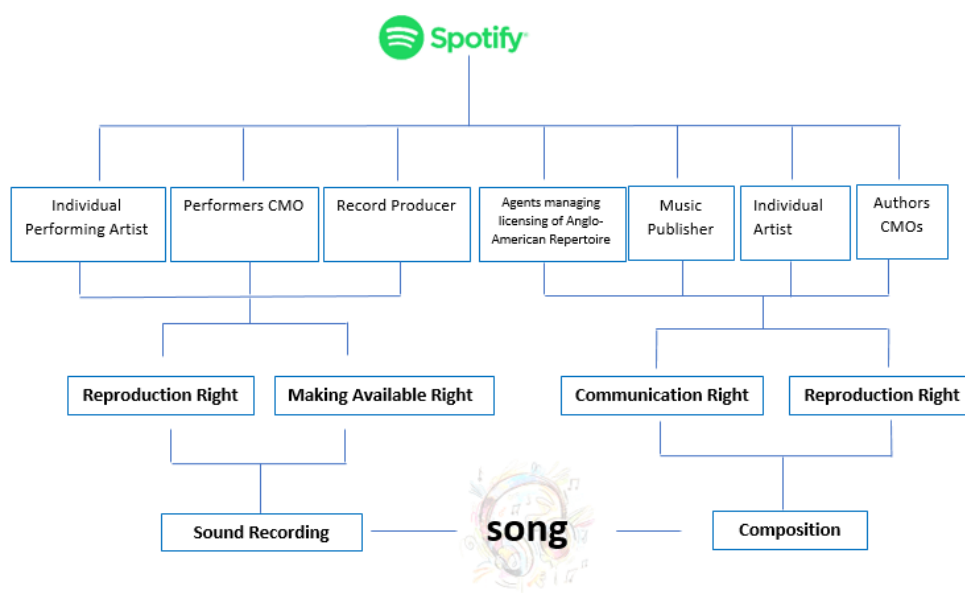 Spotify
Individual
Performing Artist
Performers CMO
Record Producer
Agents managing
licensing of Anglo-
American Repertoire
Music
Publisher
Individual
Artist
Authors
CMOs
Reproduction Right
Making Available Right
Communication Right
Reproduction Right
Sound Recording
song
Composition